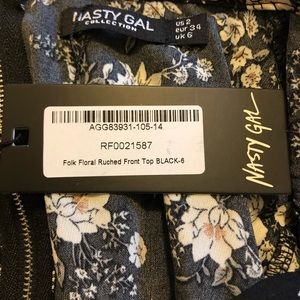 NASTY GAL
COLLECTION
US 2
eur 34
UK 6
AGG83931-105-14
RF0021587
Folk Floral Ruched Front Top BLACK-6
NASTY GAL